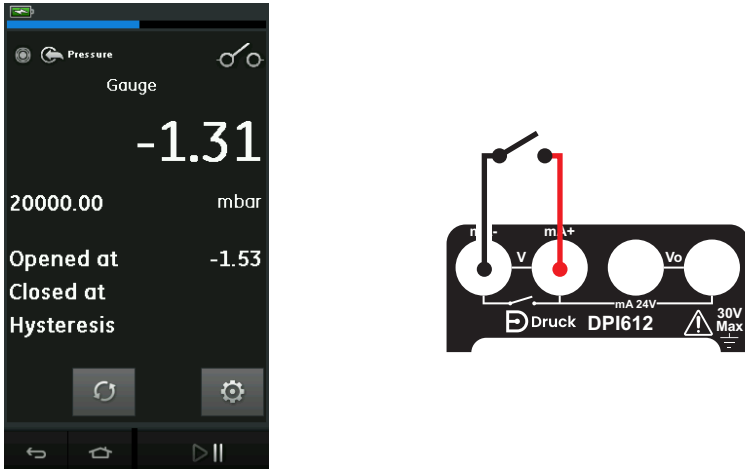 Pressure
Gauge
-1.31
20000.00 mbar
Opened at -1.53
Closed at
Hysteresis
mA+
V Vo
mA 24V
Druck DPI612
30V
Max